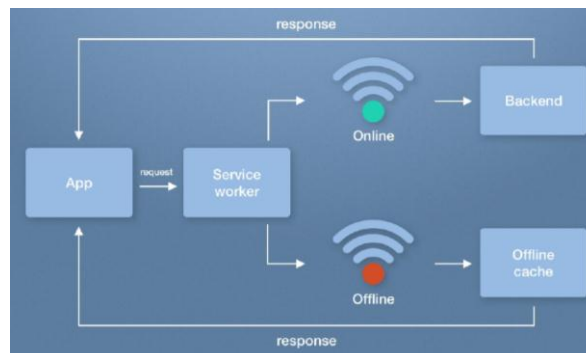 response
Online
Backend
App
request
Service
worker
Offline
Offline
cache
response